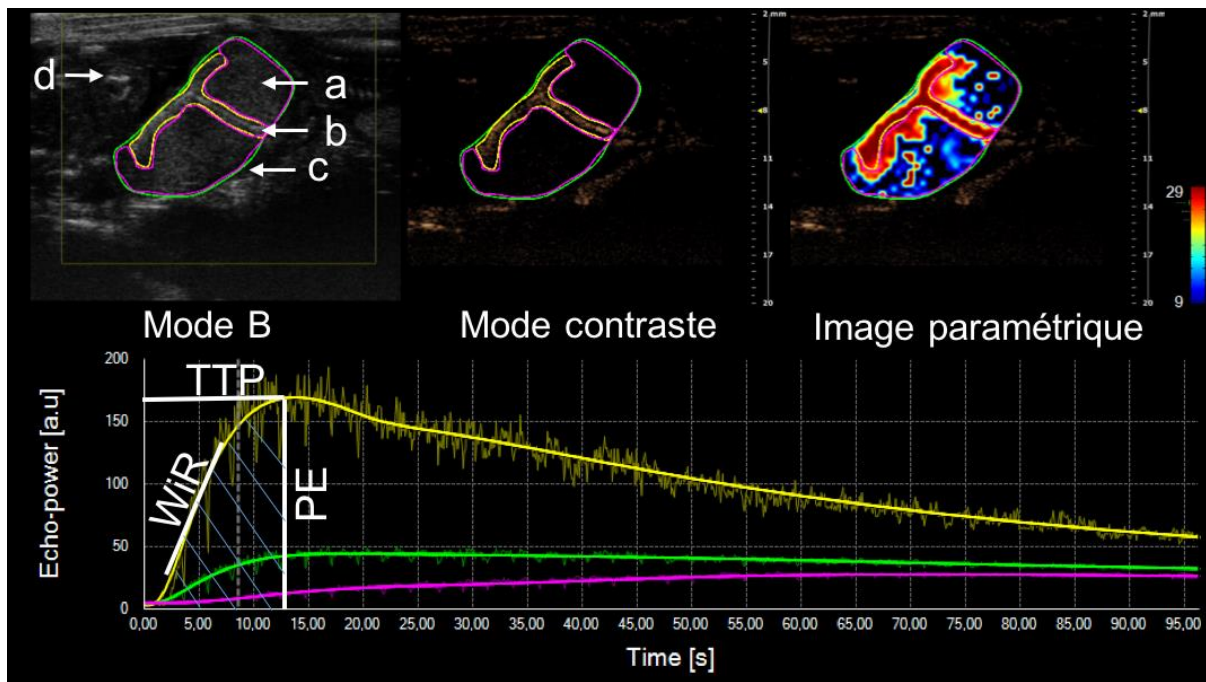 2 mm
5
8
11
14
17
20
2 mm
5
8
11
14
17
20
d
a
b
c
29
9
Mode B
Mode contraste
Image paramétrique
200
150
100
50
0
Echo-power [a.u]
TTP
WiR
PE
0,00 5,00 10,00 15,00 20,00 25,00 30,00 35,00 40,00 45,00 50,00 55,00 60,00 65,00 70,00 75,00 80,00 85,00 90,00 95,00
Time [s]